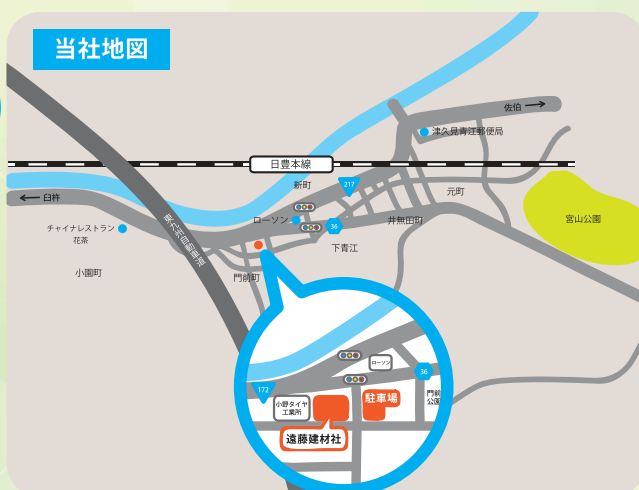 当社地図
佐伯
津久見青江郵便局
日豊本線
新町
217
元町
臼杵
ローソン
36
井無田町
宮山公園
チャイナレストラン
花茶
東九州自動車道
下青江
小園町
門前町
ローソン
36
172
小野タイヤ
工業所
駐車場
門前
公園
遠藤建材社